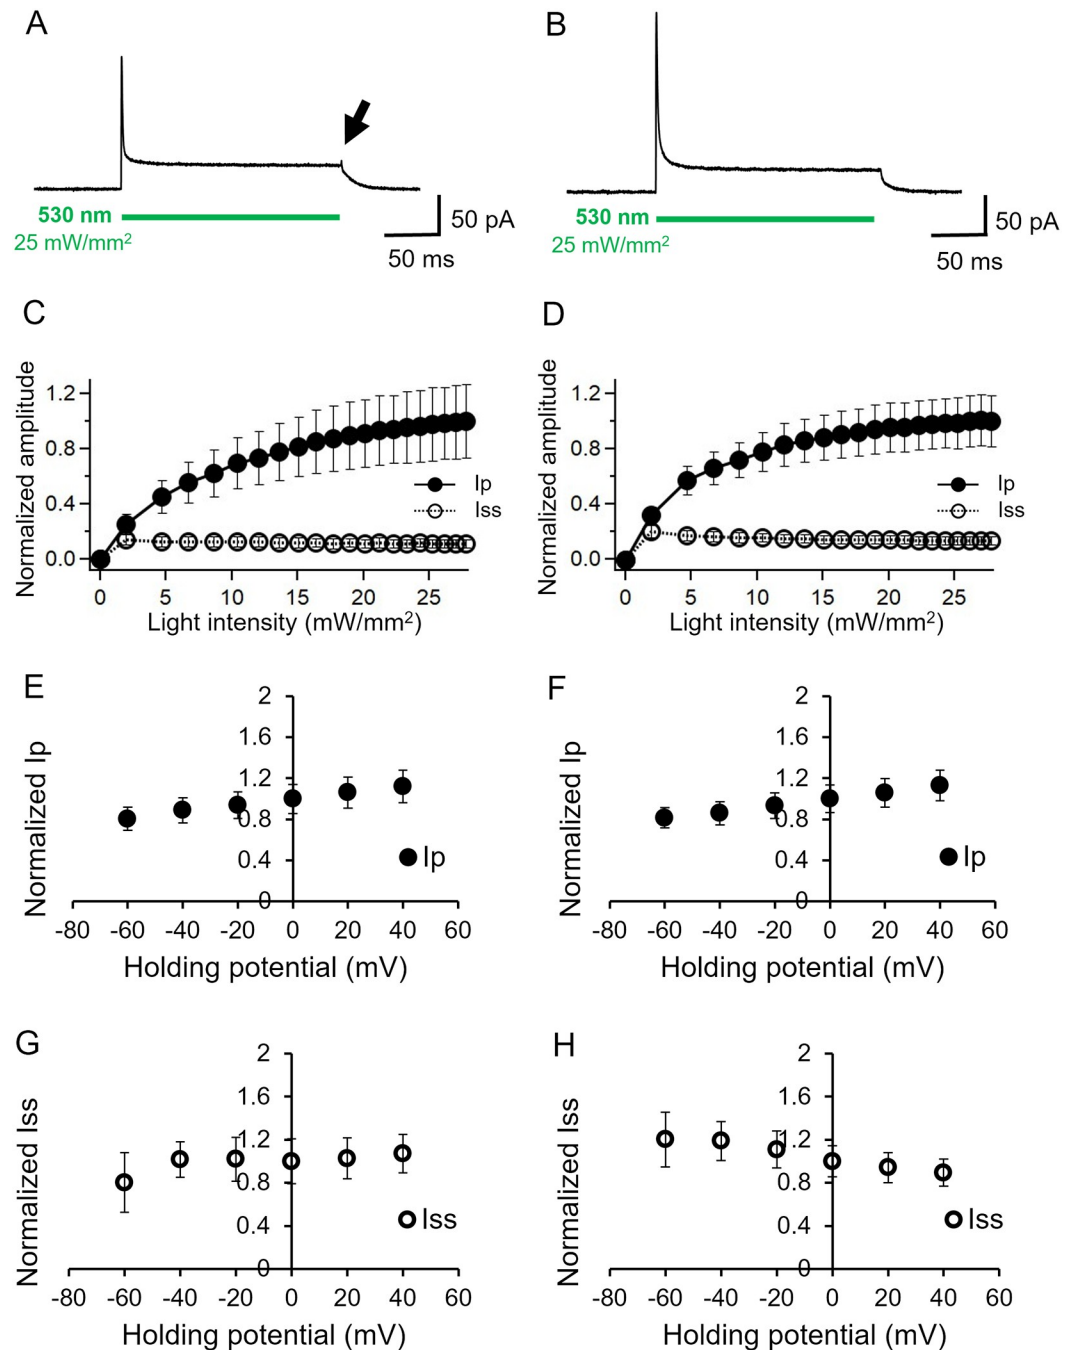 A
B
530 nm
25 mW/mm²
50 pA
50 ms
530 nm
25 mW/mm²
50 pA
50 ms
C
Normalized amplitude
1.2
0.8
0.4
0.0
Ip
Iss
0 5 10 15 20 25
Light intensity (mW/mm²)
D
Normalized amplitude
1.2
0.8
0.4
0.0
Ip
Iss
0 5 10 15 20 25
Light intensity (mW/mm²)
E
Normalized Ip
2
1.6
1.2
0.8
0.4
0
Ip
-80 -60 -40 -20 0 20 40 60
Holding potential (mV)
F
Normalized Ip
2
1.6
1.2
0.8
0.4
0
Ip
-80 -60 -40 -20 0 20 40 60
Holding potential (mV)
G
Normalized Iss
2
1.6
1.2
0.8
0.4
0
Iss
-80 -60 -40 -20 0 20 40 60
Holding potential (mV)
H
Normalized Iss
2
1.6
1.2
0.8
0.4
0
Iss
-80 -60 -40 -20 0 20 40 60
Holding potential (mV)